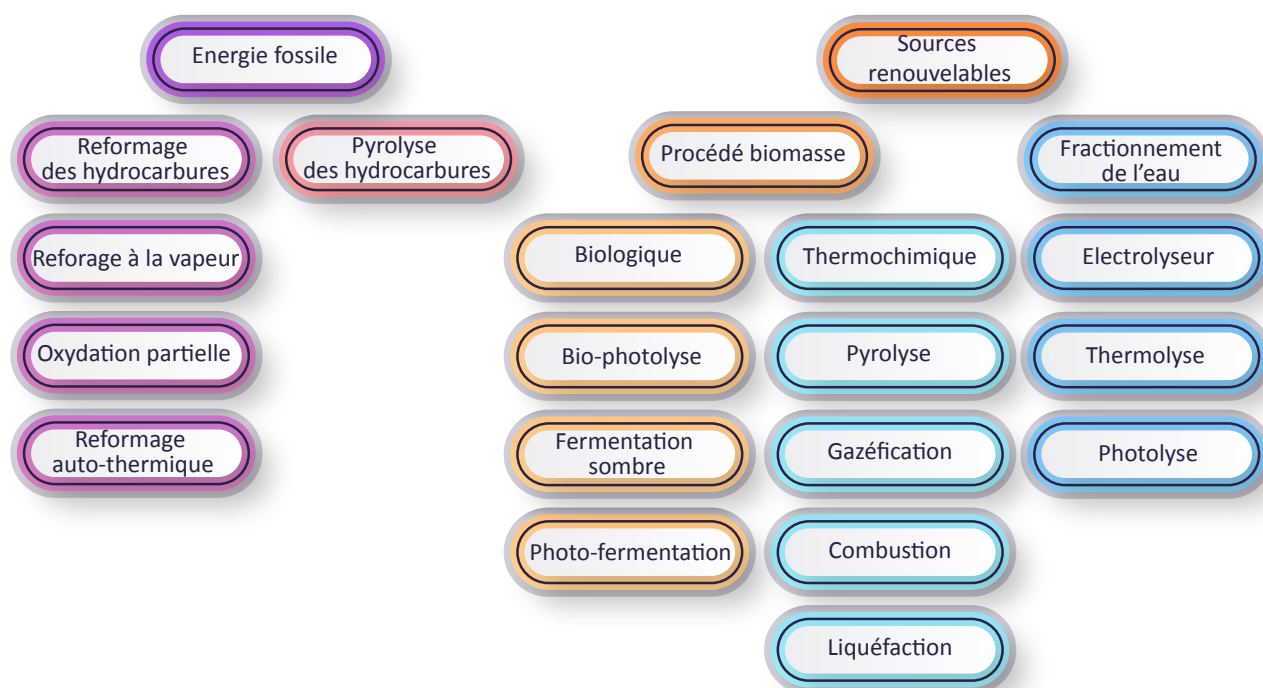 Energie fossile
Sources
renouvelables
Reformage
des hydrocarbures
Pyrolyse
des hydrocarbures
Procédé biomasse
Fractionnement
de l’eau
Reforage à la vapeur
Biologique
Thermochimique
Electrolyseur
Oxydation partielle
Bio-photolyse
Pyrolyse
Thermolyse
Reformage
auto-thermique
Fermentation
sombre
Gazéfication
Photolyse
Photo-fermentation
Combustion
Liquéfaction